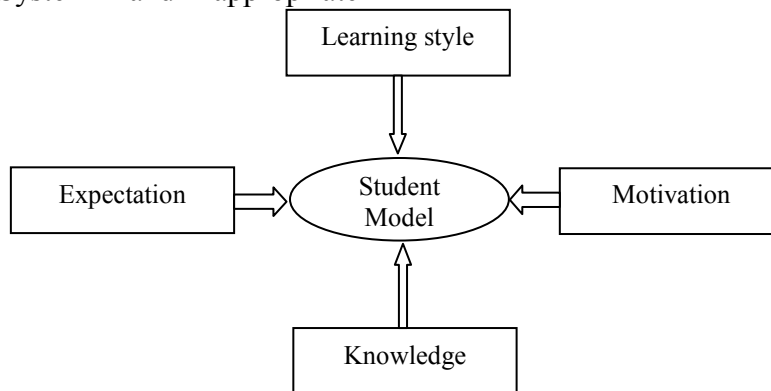 Learning style
Expectation
Student
Model
Motivation
Knowledge